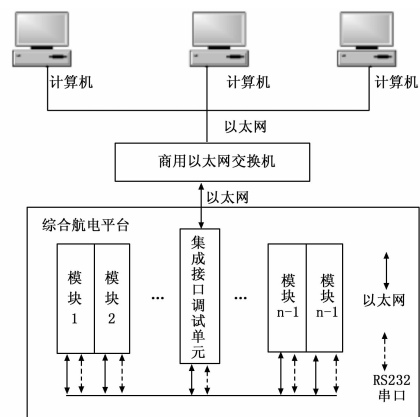 计算机
计算机
计算机
以太网
商用以太网交换机
以太网
综合航电平台
模块1
模块2
...
集成接口调试单元
...
模块n-1
模块n-1
以太网
RS232
串口